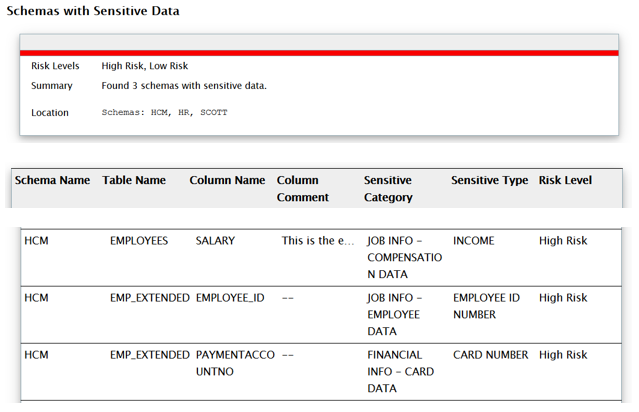 Schemas with Sensitive Data
Risk Levels High Risk, Low Risk
Summary Found 3 schemas with sensitive data.
Location Schemas: HCM, HR, SCOTT
Schema Name Table Name Column Name Column Sensitive Sensitive Type Risk Level
Comment Category
HCM EMPLOYEES SALARY This is the e... JOB INFO – INCOME High Risk
COMPENSATIO
N DATA
HCM EMP_EXTENDED EMPLOYEE_ID -- JOB INFO – EMPLOYEE ID High Risk
EMPLOYEE NUMBER
DATA
HCM EMP_EXTENDED PAYMENTACCO -- FINANCIAL CARD NUMBER High Risk
UNTNO INFO – CARD
DATA